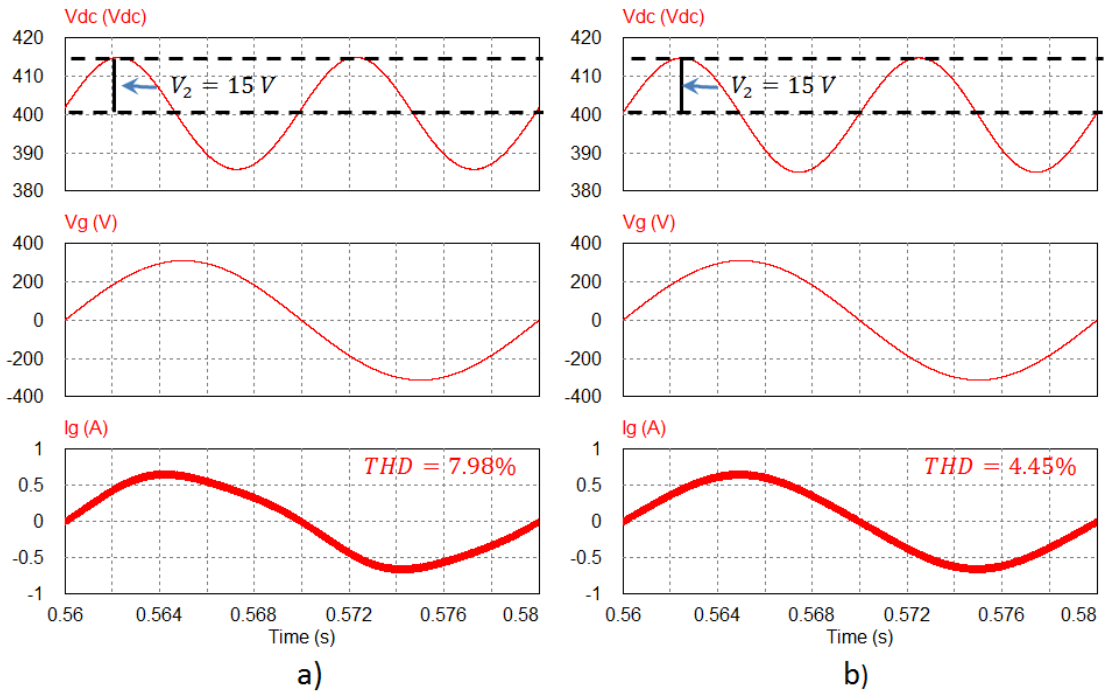 Vdc (Vdc)
420
410
400
390
380
V₂ = 15 V
Vg (V)
400
200
0
-200
-400
Ig (A)
1
0.5
0
-0.5
-1
THD = 7.98%
0.56 0.564 0.568 0.572 0.576 0.58
Time (s)
a)
Vdc (Vdc)
420
410
400
390
380
V₂ = 15 V
Vg (V)
400
200
0
-200
-400
Ig (A)
1
0.5
0
-0.5
-1
THD = 4.45%
0.56 0.564 0.568 0.572 0.576 0.58
Time (s)
b)